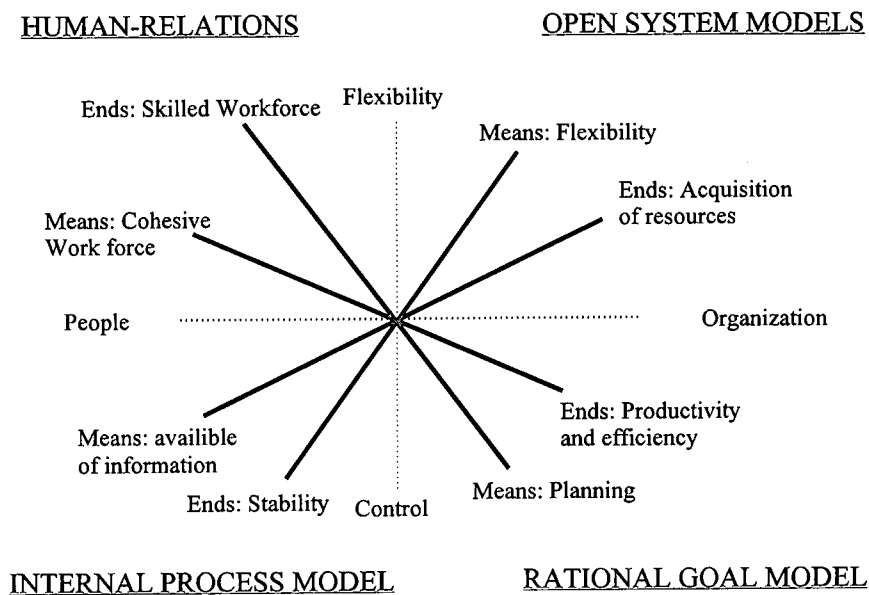 HUMAN-RELATIONS
OPEN SYSTEM MODELS
Ends: Skilled Workforce
Flexibility
Means: Flexibility
Ends: Acquisition
of resources
Means: Cohesive
Work force
People
Organization
Means: availible
of information
Ends: Productivity
and efficiency
Ends: Stability
Control
Means: Planning
INTERNAL PROCESS MODEL
RATIONAL GOAL MODEL